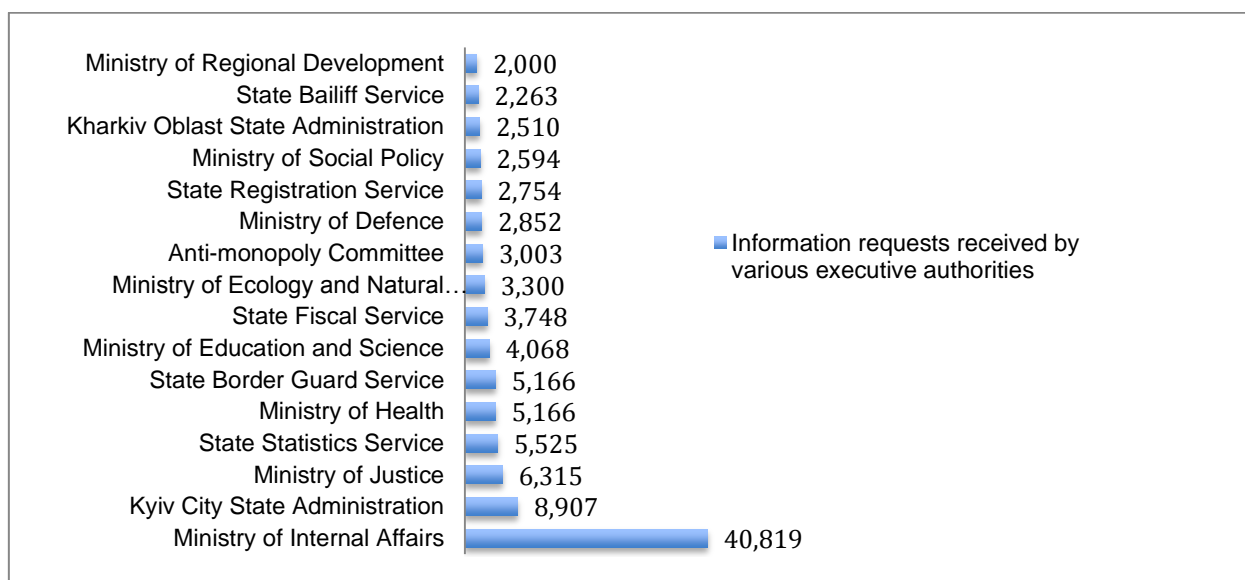 Ministry of Regional Development 2,000
State Bailiff Service 2,263
Kharkiv Oblast State Administration 2,510
Ministry of Social Policy 2,594
State Registration Service 2,754
Ministry of Defence 2,852
Anti-monopoly Committee 3,003
Ministry of Ecology and Natural… 3,300
State Fiscal Service 3,748
Ministry of Education and Science 4,068
State Border Guard Service 5,166
Ministry of Health 5,166
State Statistics Service 5,525
Ministry of Justice 6,315
Kyiv City State Administration 8,907
Ministry of Internal Affairs 40,819
Information requests received by
various executive authorities